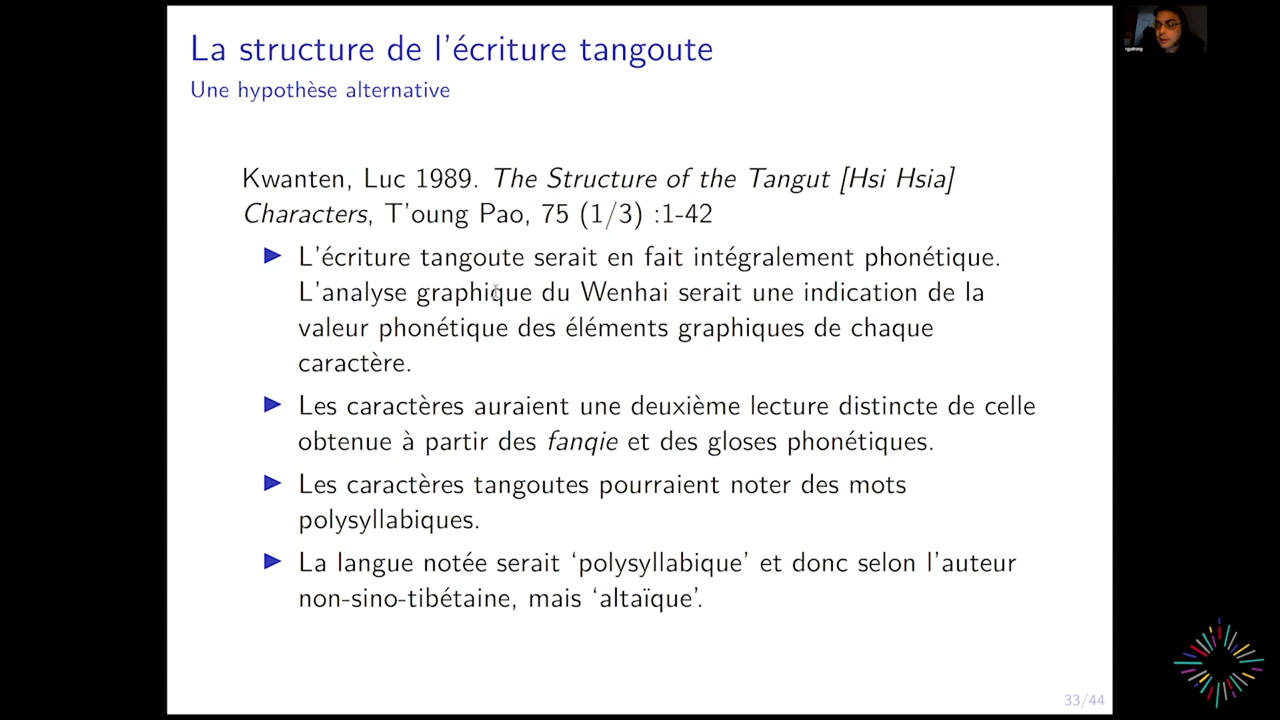 La structure de l'écriture tangoute
Une hypothèse alternative
Kwanten, Luc 1989. The Structure of the Tangut [Hsi Hsia]
Characters, T'oung Pao, 75 (1/3) :1-42
L'écriture tangoute serait en fait intégralement phonétique.
L'analyse graphique du Wenhai serait une indication de la
valeur phonétique des éléments graphiques de chaque
caractère.
Les caractères auraient une deuxième lecture distincte de celle
obtenue à partir des fanqie et des gloses phonétiques.
Les caractères tangoutes pourraient noter des mots
polysyllabiques.
La langue notée serait ‘polysyllabique’ et donc selon l'auteur
non-sino-tibétaine, mais ‘altaïque’.
33/44